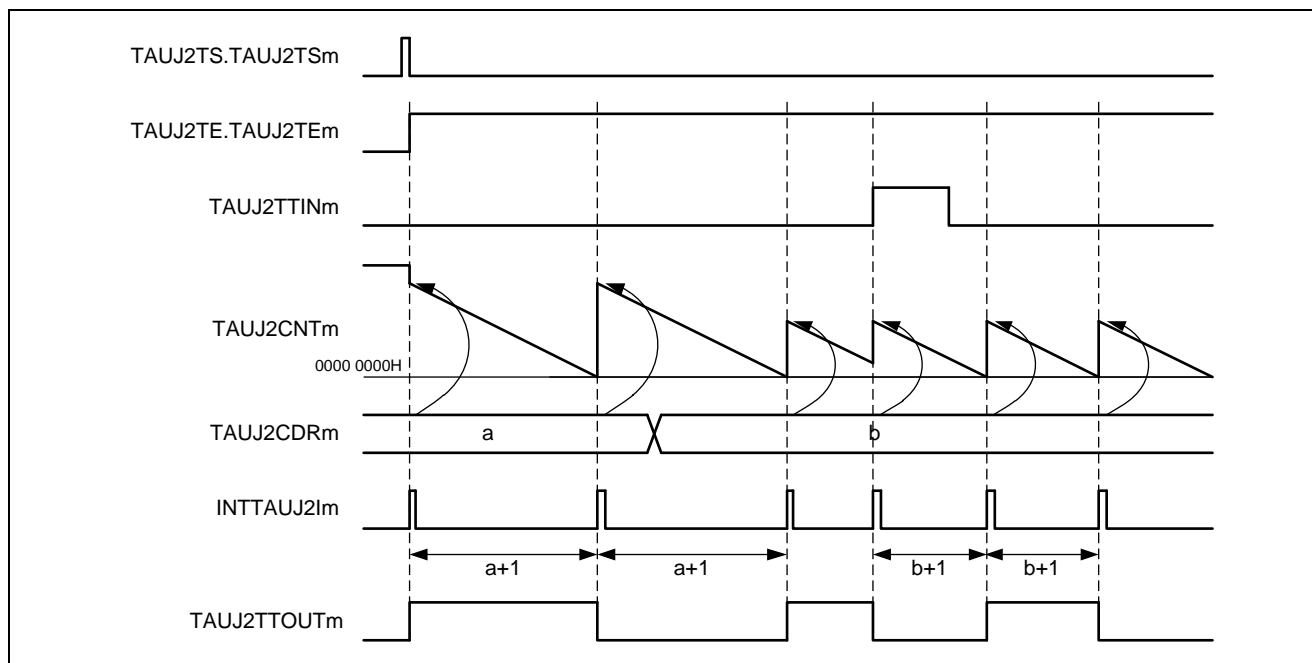 TAUJ2TS.TAUJ2TSm
TAUJ2TE.TAUJ2TEm
TAUJ2TTINm
TAUJ2CNTm
0000 0000H
TAUJ2CDRm
a
b
INTTAUJ2Im
a+1
a+1
b+1
b+1
TAUJ2TTOUTm